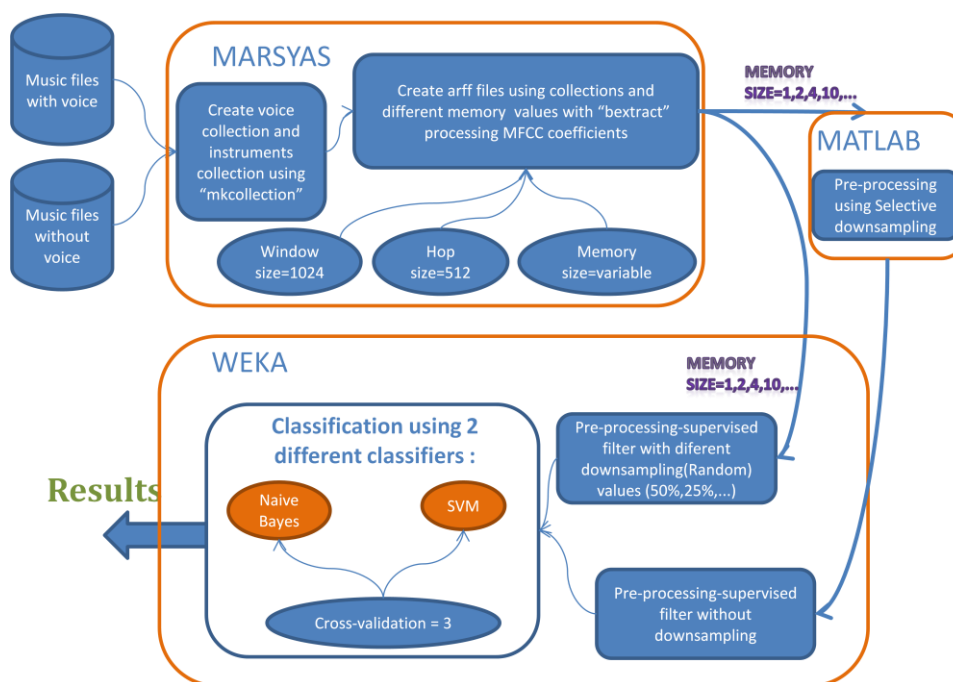 Music files
with voice
Music files
without
voice
MARSYAS
Create voice
collection and
instruments
collection using
"mkcollection"
Create arff files using collections and
different memory values with "bextract"
processing MFCC coefficients
Window
size=1024
Hop
size=512
Memory
size=variable
MEMORY
SIZE=1,2,4,10,...
MATLAB
Pre-processing
using Selective
downsampling
WEKA
MEMORY
SIZE=1,2,4,10,...
Pre-processing-supervised
filter with diferent
downsampling(Random)
values (50%,25%,...)
Pre-processing-supervised
filter without
downsampling
Classification using 2
different classifiers :
Naive
Bayes
SVM
Cross-validation = 3
Results